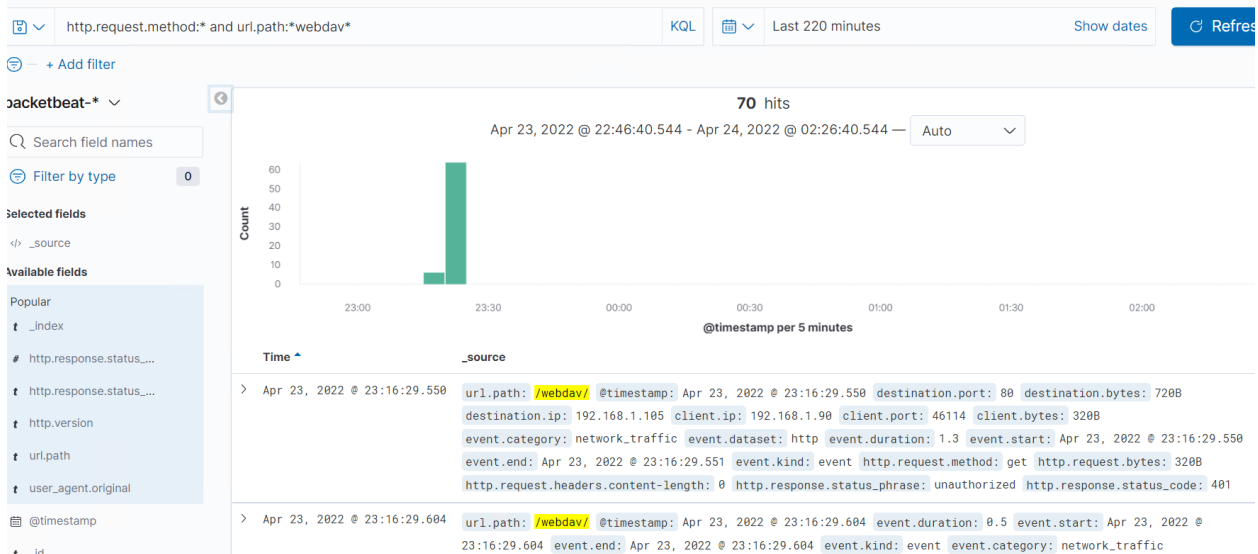 http.request.method:* and url.path:*webdav*
KQL
Last 220 minutes
Show dates
Refres
+ Add filter
packetbeat-*
70 hits
Search field names
Apr 23, 2022 @ 22:46:40.544 - Apr 24, 2022 @ 02:26:40.544 —
Auto
Filter by type
0
Selected fields
_source
Available fields
Popular
_index
http.response.status_...
http.response.status_...
http.version
url.path
user_agent.original
@timestamp
_id
Count
60
50
40
30
20
10
0
23:00 23:30 00:00 00:30 01:00 01:30 02:00
@timestamp per 5 minutes
Time _source
Apr 23, 2022 @ 23:16:29.550 url.path: /webdav/ @timestamp: Apr 23, 2022 @ 23:16:29.550 destination.port: 80 destination.bytes: 720B
destination.ip: 192.168.1.105 client.ip: 192.168.1.90 client.port: 46114 client.bytes: 320B
event.category: network_traffic event.dataset: http event.duration: 1.3 event.start: Apr 23, 2022 @ 23:16:29.550
event.end: Apr 23, 2022 @ 23:16:29.551 event.kind: event http.request.method: get http.request.bytes: 320B
http.request.headers.content-length: 0 http.response.status_phrase: unauthorized http.response.status_code: 401
Apr 23, 2022 @ 23:16:29.604 url.path: /webdav/ @timestamp: Apr 23, 2022 @ 23:16:29.604 event.duration: 0.5 event.start: Apr 23, 2022 @
23:16:29.604 event.end: Apr 23, 2022 @ 23:16:29.604 event.kind: event event.category: network_traffic